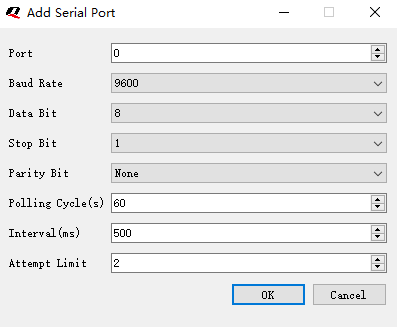 Add Serial Port
Port 0
Baud Rate 9600
Data Bit 8
Stop Bit 1
Parity Bit None
Polling Cycle(s) 60
Interval(ms) 500
Attempt Limit 2
OK Cancel